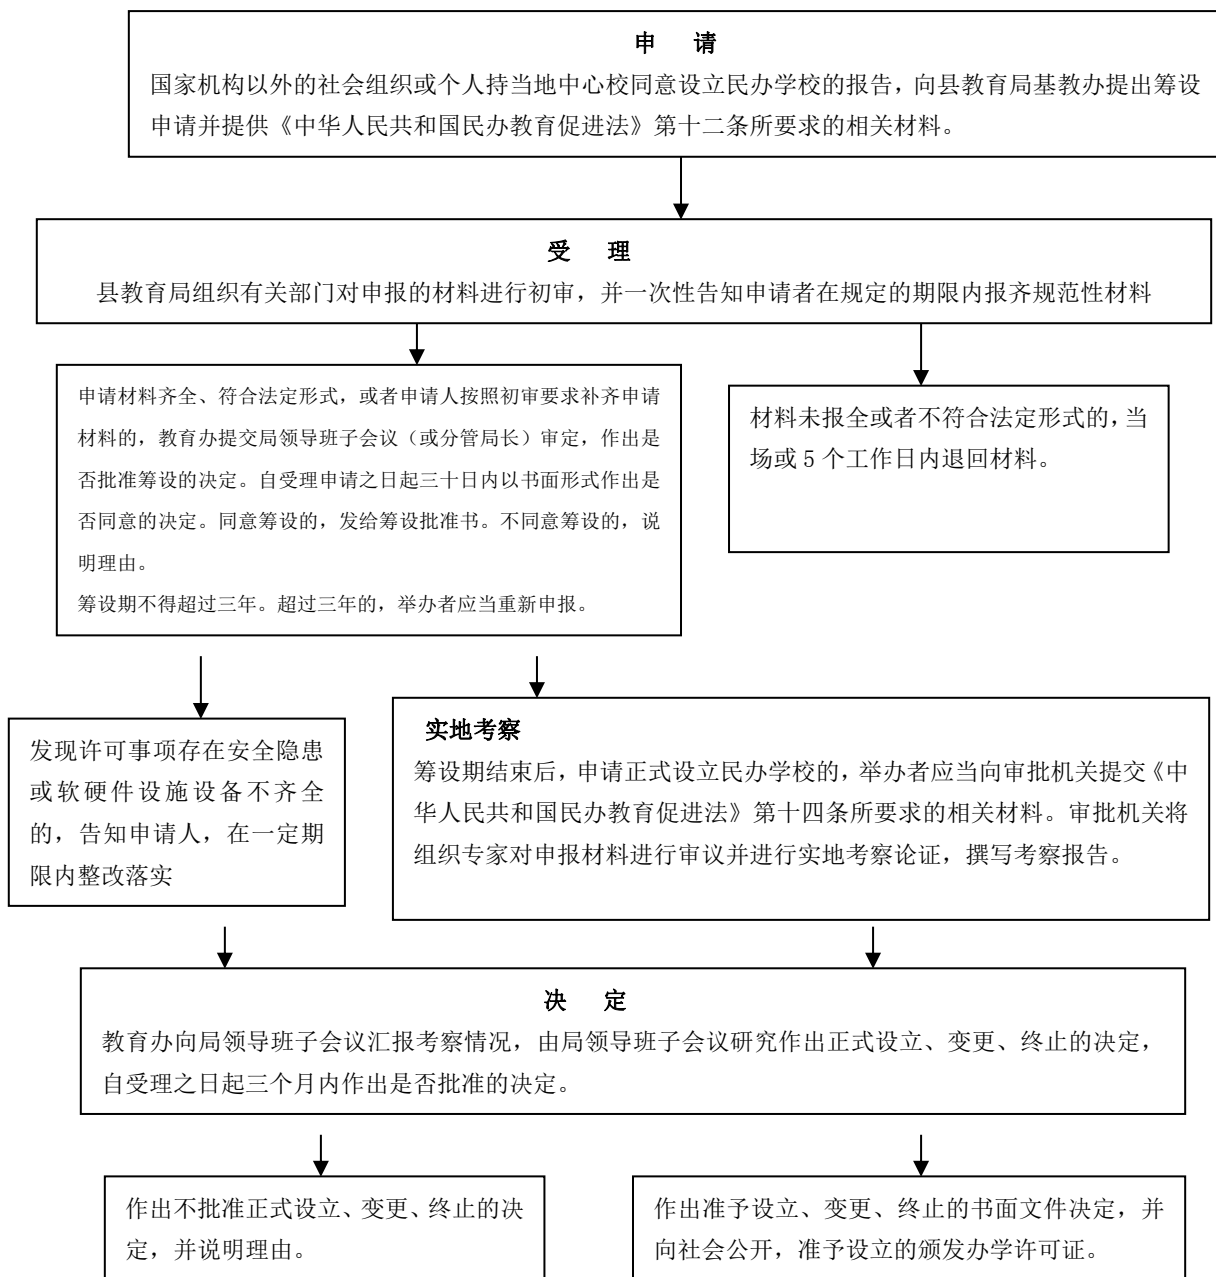 申 请
国家机构以外的社会组织或个人持当地中心校同意设立民办学校的报告，向县教育局基教办提出筹设
申请并提供《中华人民共和国民办教育促进法》第十二条所要求的相关材料。
受 理
县教育局组织有关部门对申报的材料进行初审，并一次性告知申请者在规定的期限内报齐规范性材料
申请材料齐全、符合法定形式，或者申请人按照初审要求补齐申请
材料的，教育办提交局领导班子会议（或分管局长）审定，作出是
否批准筹设的决定。自受理申请之日起三十日内以书面形式作出是
否同意的决定。同意筹设的，发给筹设批准书。不同意筹设的，说
明理由。
筹设期不得超过三年。超过三年的，举办者应当重新申报。
材料未报全或者不符合法定形式的，当
场或 5 个工作日内退回材料。
发现许可事项存在安全隐患
或软硬件设施设备不齐全
的，告知申请人，在一定期
限内整改落实
实地考察
筹设期结束后，申请正式设立民办学校的，举办者应当向审批机关提交《中
华人民共和国民办教育促进法》第十四条所要求的相关材料。审批机关将
组织专家对申报材料进行审议并进行实地考察论证，撰写考察报告。
决 定
教育办向局领导班子会议汇报考察情况，由局领导班子会议研究作出正式设立、变更、终止的决定，
自受理之日起三个月内作出是否批准的决定。
作出不批准正式设立、变更、终止的决
定，并说明理由。
作出准予设立、变更、终止的书面文件决定，并
向社会公开，准予设立的颁发办学许可证。